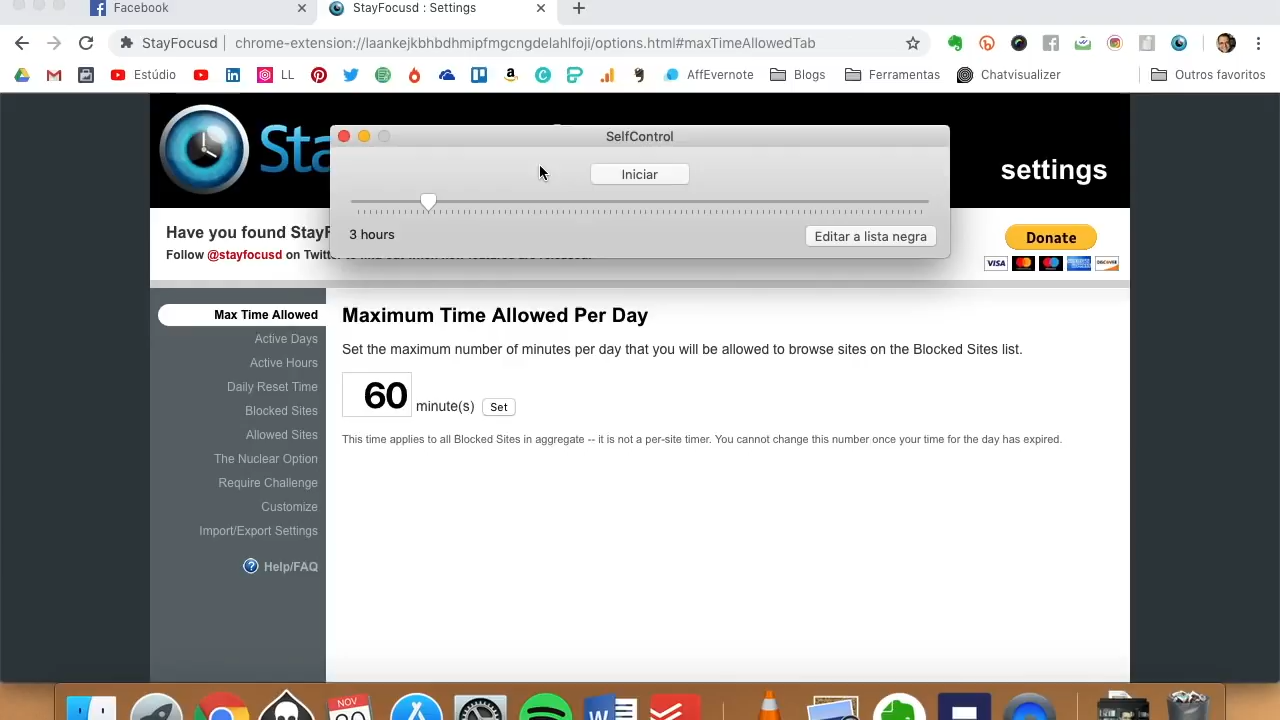 Facebook
StayFocusd : Settings
StayFocusd
chrome-extension://laankejkbhbdhmipfmgcngdelahlfoji/options.html#maxTimeAllowedTab
Estúdio
LL
AffEvernote
Blogs
Ferramentas
Chatvisualizer
Outros favoritos
Sta
settings
SelfControl
Iniciar
3 hours
Editar a lista negra
Have you found StayF
Follow @stayfocusd on Twitt
Donate
VISA
DISCOVER
Max Time Allowed
Active Days
Active Hours
Daily Reset Time
Blocked Sites
Allowed Sites
The Nuclear Option
Require Challenge
Customize
Import/Export Settings
? Help/FAQ
Maximum Time Allowed Per Day
Set the maximum number of minutes per day that you will be allowed to browse sites on the Blocked Sites list.
60 minute(s) Set
This time applies to all Blocked Sites in aggregate -- it is not a per-site timer. You cannot change this number once your time for the day has expired.
NOV
W